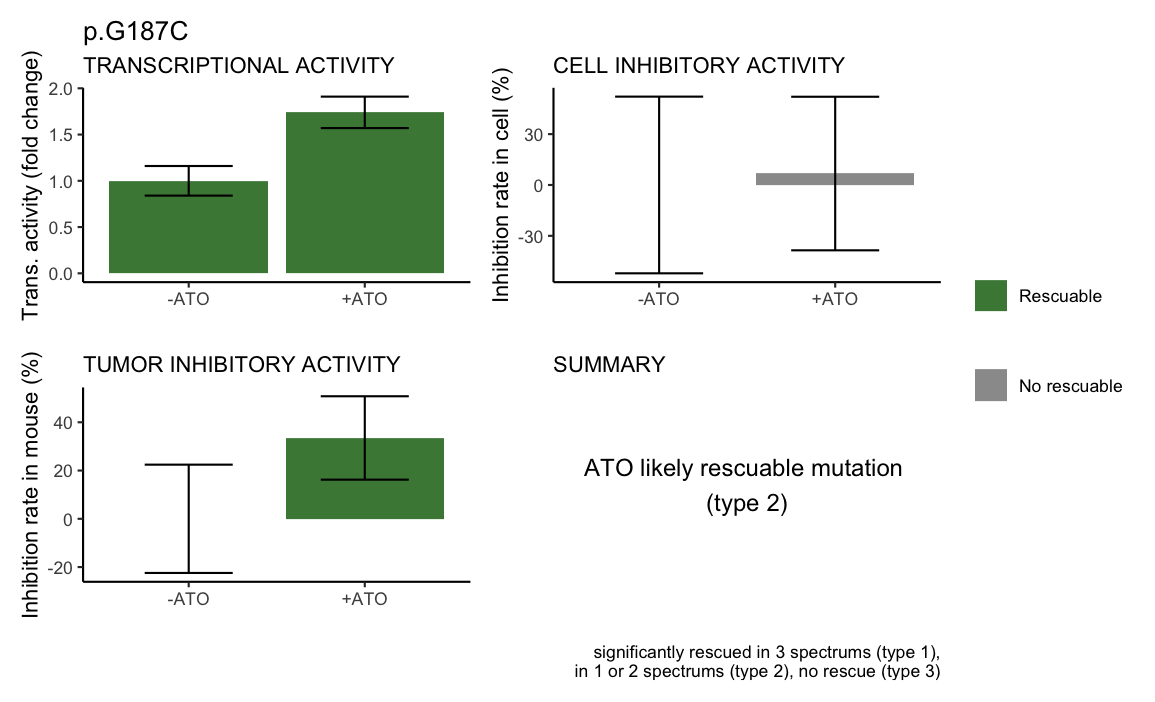 p.G187C
TRANSCRIPTIONAL ACTIVITY
Trans. activity (fold change)
2.0
1.5
1.0
0.5
0.0
-ATO
+ATO
CELL INHIBITORY ACTIVITY
Inhibition rate in cell (%)
30
0
-30
-ATO
+ATO
Rescuable
No rescuable
TUMOR INHIBITORY ACTIVITY
Inhibition rate in mouse (%)
40
20
0
-20
-ATO
+ATO
SUMMARY
ATO likely rescuable mutation
(type 2)
significantly rescued in 3 spectrums (type 1),
in 1 or 2 spectrums (type 2), no rescue (type 3)